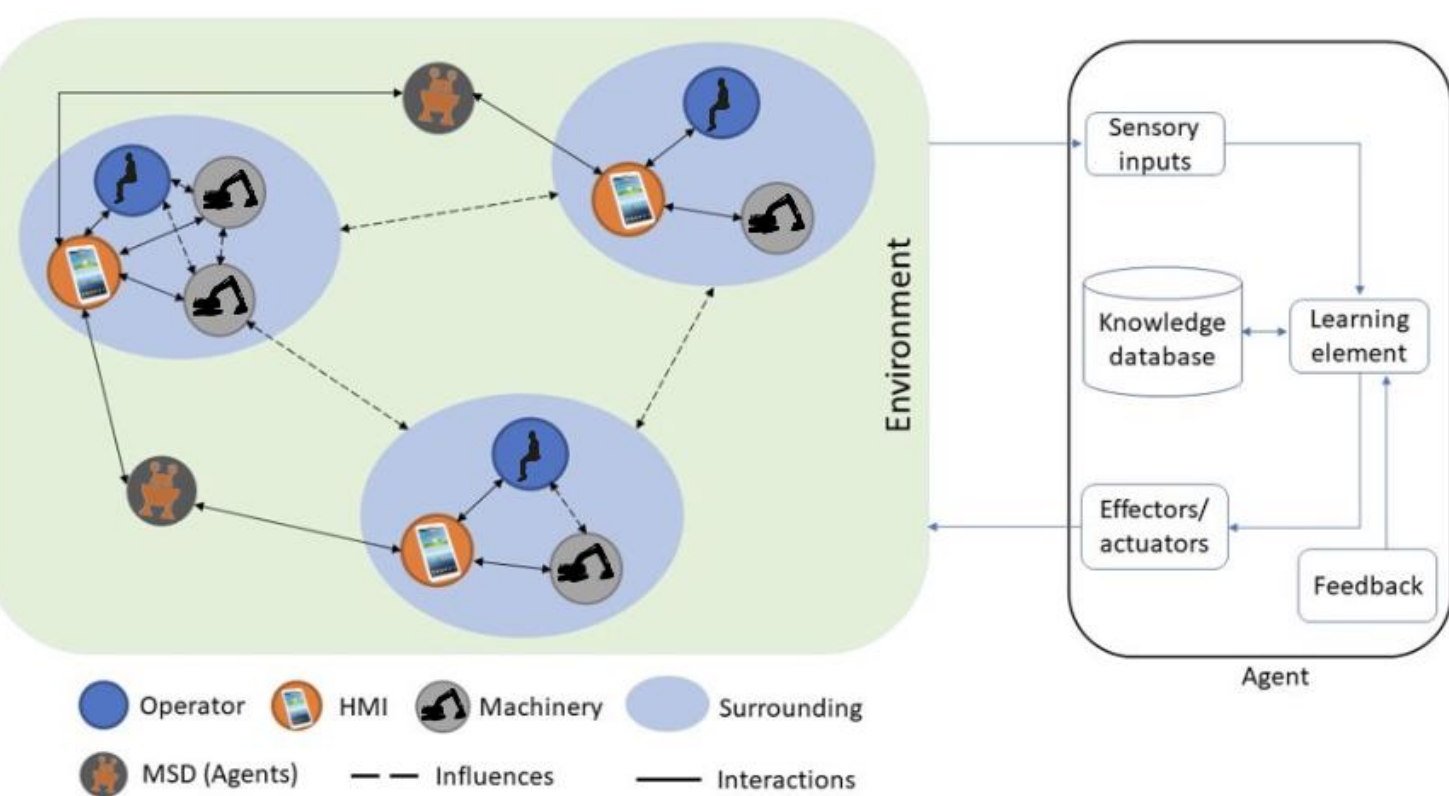 Environment
Sensory
inputs
Knowledge
database
Learning
element
Effectors/
actuators
Feedback
Agent
Operator
HMI
Machinery
Surrounding
MSD (Agents)
Influences
Interactions